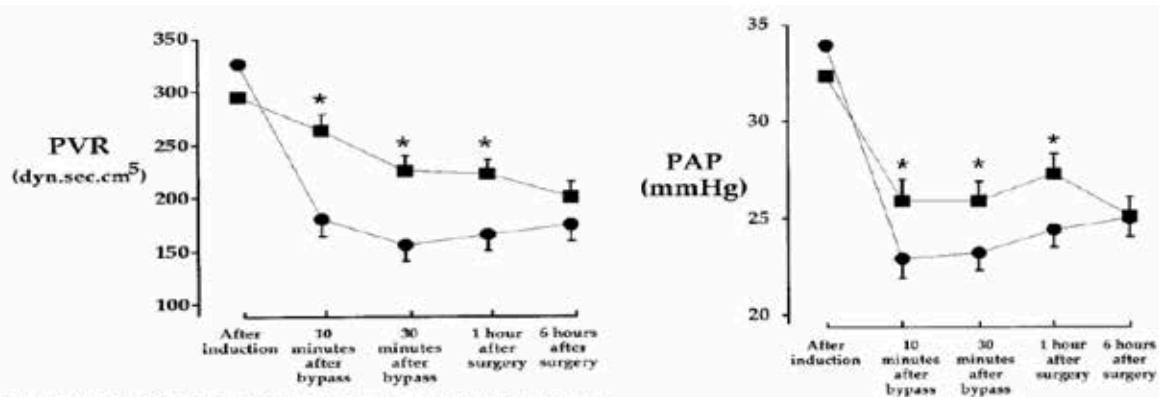 350
300
250
200
150
100
PVR
(dyn.sec.cm5)
*
*
*
After
induction
10
minutes
after
bypass
30
minutes
after
bypass
1 hour
after
surgery
6 hours
after
surgery
35
30
25
20
PAP
(mmHg)
*
*
*
After
induction
10
minutes
after
bypass
30
minutes
after
bypass
1 hour
after
surgery
6 hours
after
surgery